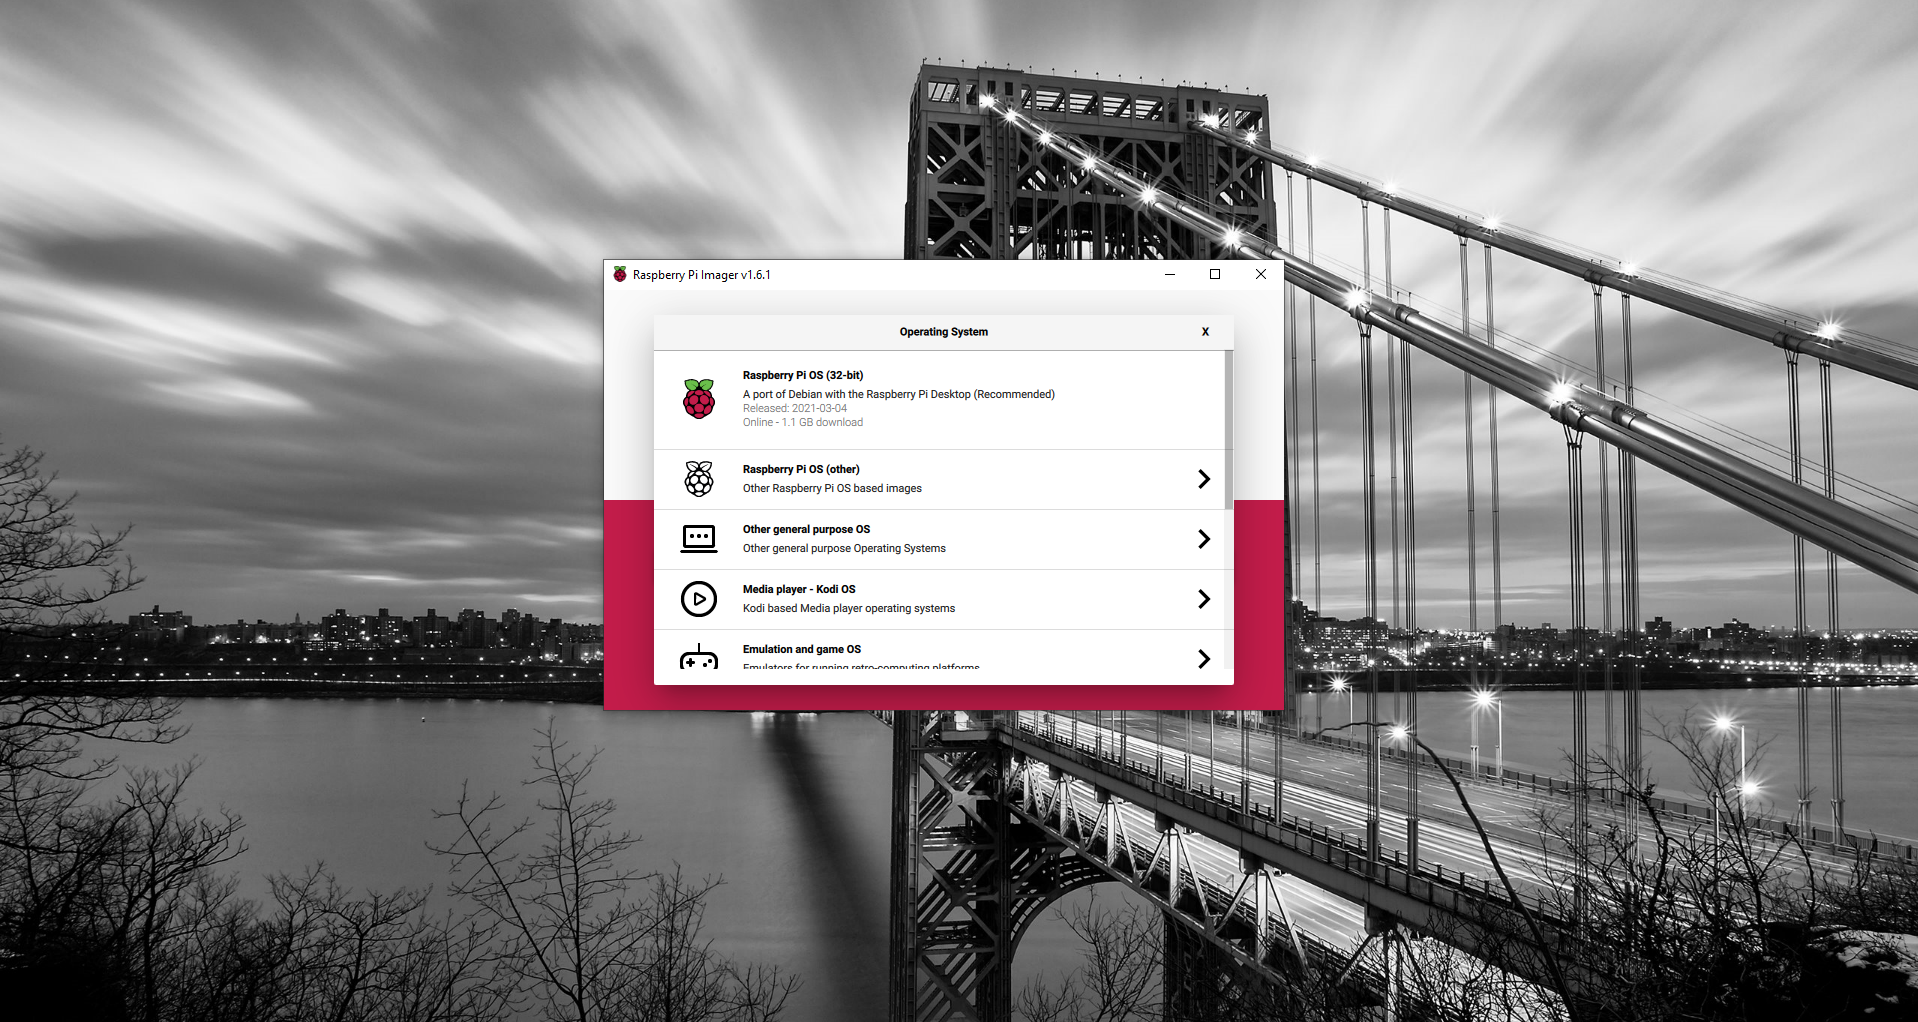 Raspberry Pi Imager v1.6.1
Operating System
X
Raspberry Pi OS (32-bit)
A port of Debian with the Raspberry Pi Desktop (Recommended)
Released: 2021-03-04
Online - 1.1 GB download
Raspberry Pi OS (other)
Other Raspberry Pi OS based images
Other general purpose OS
Other general purpose Operating Systems
Media player - Kodi OS
Kodi based Media player operating systems
Emulation and game OS
Emulators for running retro-computing platforms